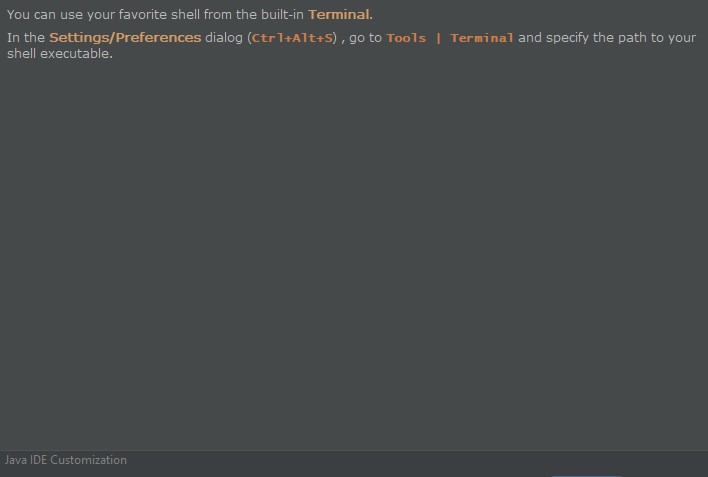 You can use your favorite shell from the built-in Terminal.
In the Settings/Preferences dialog (Ctrl+Alt+S) , go to Tools | Terminal and specify the path to your
shell executable.
Java IDE Customization